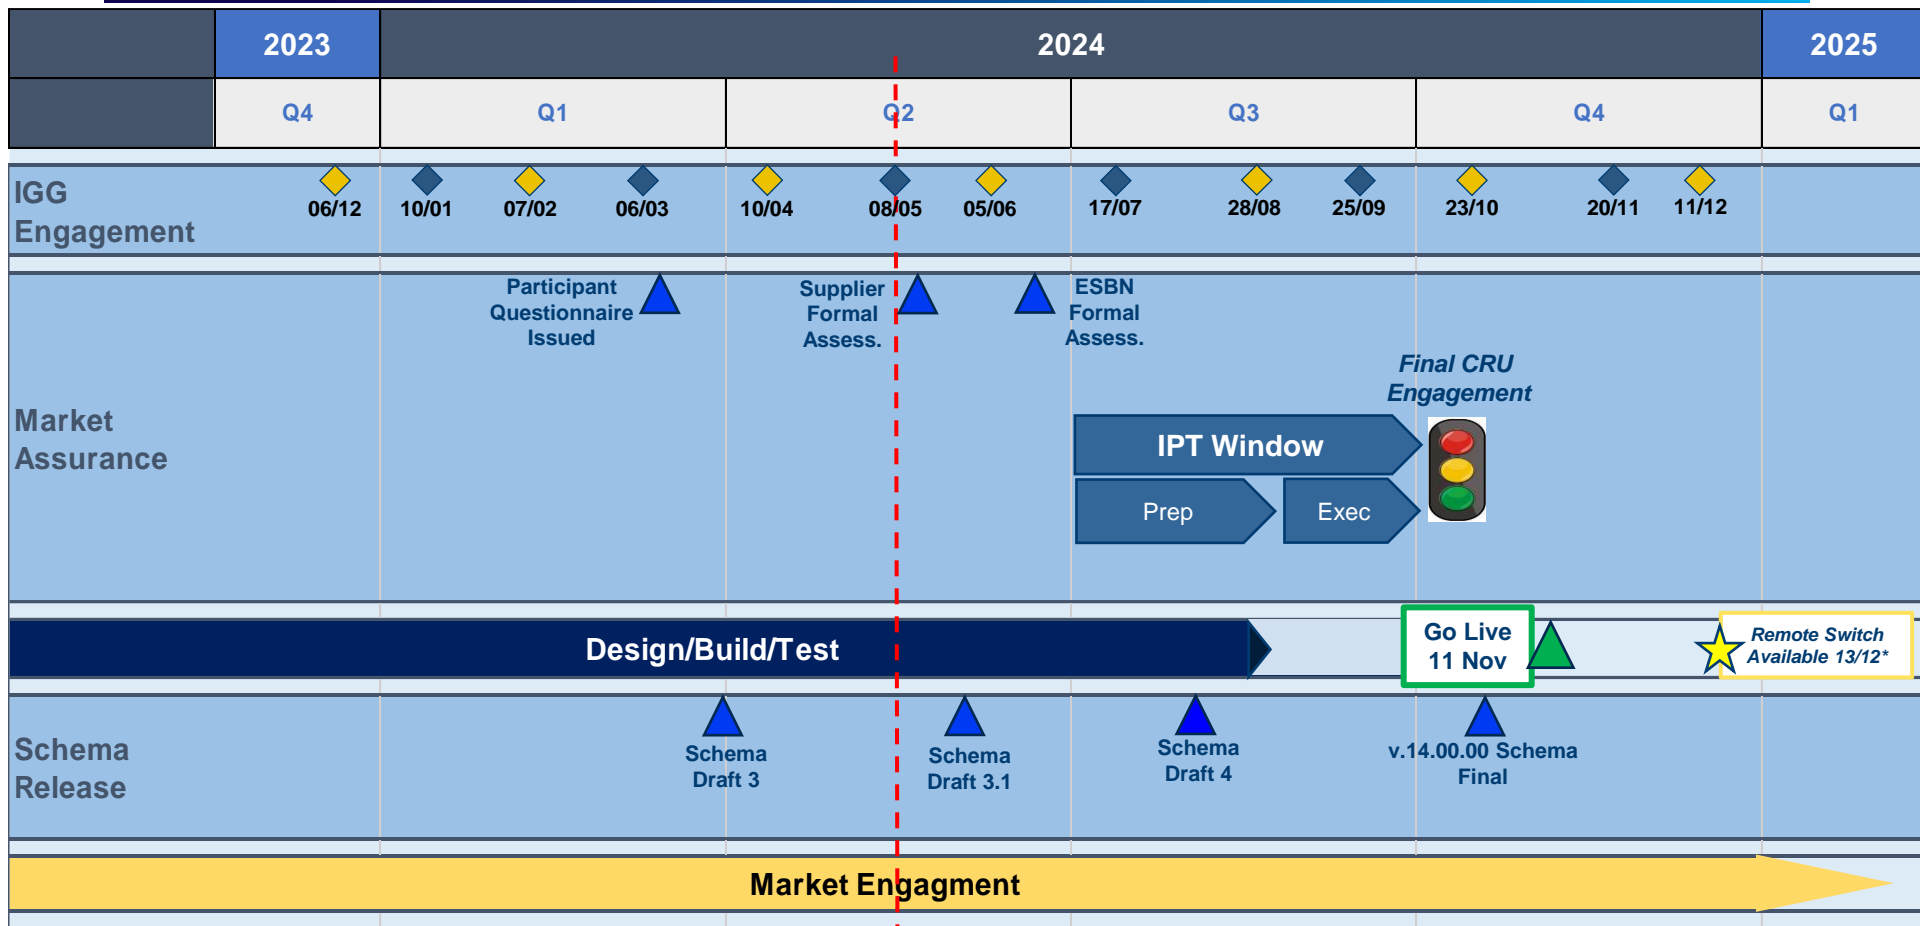 2023
2024
2025
Q4
Q1
Q2
Q3
Q4
Q1
IGG
Engagement
06/12
10/01
07/02
06/03
10/04
08/05
05/06
17/07
28/08
25/09
23/10
20/11
11/12
Market
Assurance
Participant
Questionnaire
Issued
Supplier
Formal
Assess.
ESBN
Formal
Assess.
Final CRU
Engagement
IPT Window
Prep
Exec
Design/Build/Test
Go Live
11 Nov
Remote Switch
Available 13/12*
Schema
Release
Schema
Draft 3
Schema
Draft 3.1
Schema
Draft 4
v.14.00.00 Schema
Final
Market Engagment